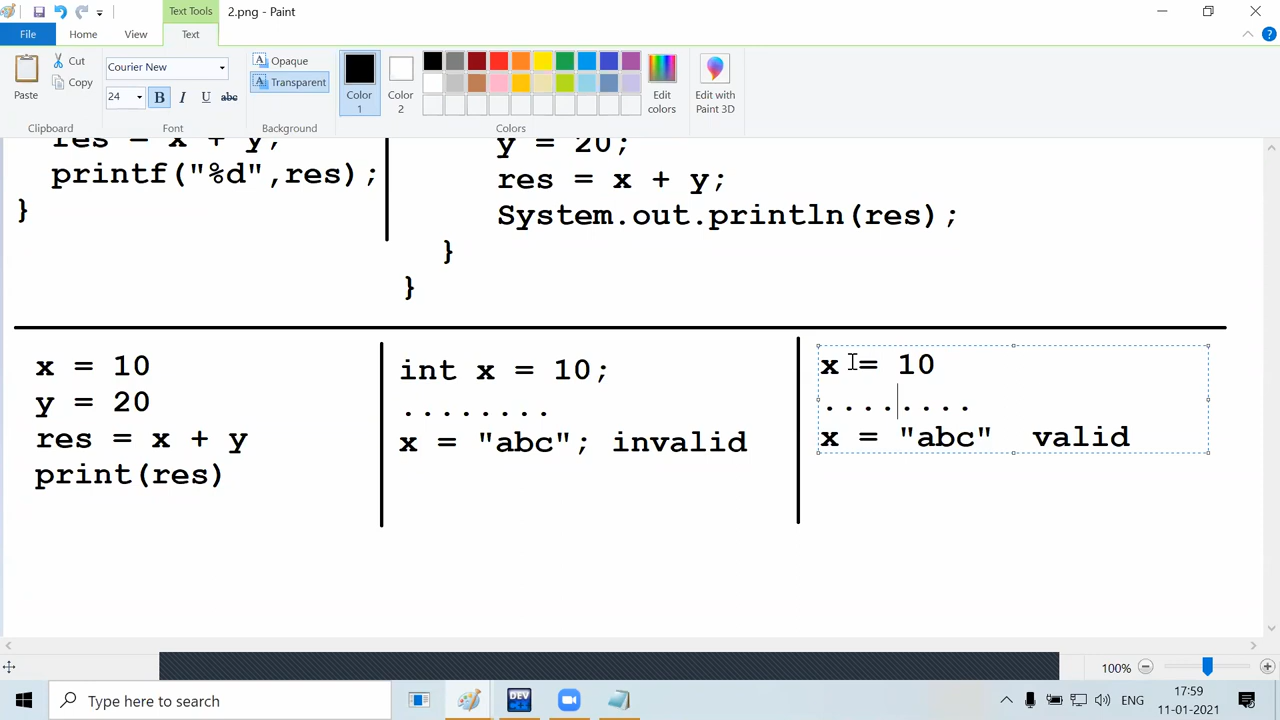 2.png - Paint
Text Tools
File
Home
View
Text
Paste
Cut
Copy
Clipboard
Courier New
24
B
I
U
abc
Font
Opaque
Transparent
Background
Color
1
Color
2
Edit
colors
Edit with
Paint 3D
Colors
res = x + y;
printf("%d",res);
}
y = 20;
res = x + y;
System.out.println(res);
}
}
x = 10
y = 20
res = x + y
print(res)
int x = 10;
........
x = "abc"; invalid
x = 10
........
x = "abc"  valid
100%
Type here to search
DEV
C++
ENG
17:59
11-01-2021